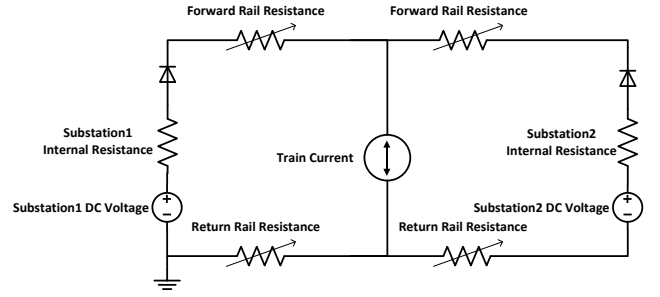 Forward Rail Resistance
Forward Rail Resistance
Substation1
Internal Resistance
Train Current
Substation2
Internal Resistance
Substation1 DC Voltage
+
−
Substation2 DC Voltage
+
−
Return Rail Resistance
Return Rail Resistance